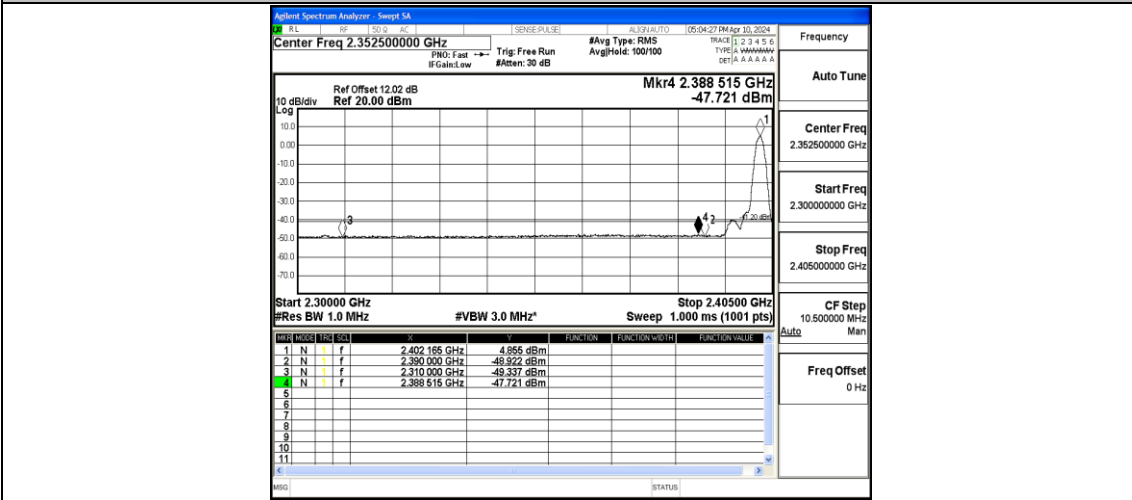 Agilent Spectrum Analyzer - Swept SA
RL RF 50 Ω AC SENSE:PULSE ALIGN AUTO 05:04:27 PM Apr 10, 2024
Center Freq 2.352500000 GHz
PNO: Fast
IFGain:Low
Trig: Free Run
#Atten: 30 dB
#Avg Type: RMS
Avg|Hold: 100/100
TRACE 1 2 3 4 5 6
TYPE A WWWWW
DET A A A A A A
Mkr4 2.388 515 GHz
-47.721 dBm
Ref Offset 12.02 dB
10 dB/div Ref 20.00 dBm
Log
10.0
0.00
-10.0
-20.0
-30.0
-40.0
-50.0
-60.0
-70.0
1
3
4 2
-41.20 dBm
Start 2.30000 GHz Stop 2.40500 GHz
#Res BW 1.0 MHz #VBW 3.0 MHz* Sweep 1.000 ms (1001 pts)
MKR MODE TRC SCL X Y FUNCTION FUNCTION WIDTH FUNCTION VALUE
1 N 1 f 2.402 165 GHz 4.855 dBm
2 N 1 f 2.390 000 GHz -48.922 dBm
3 N 1 f 2.310 000 GHz -49.337 dBm
4 N 1 f 2.388 515 GHz -47.721 dBm
5
6
7
8
9
10
11
MSG STATUS
Frequency
Auto Tune
Center Freq
2.352500000 GHz
Start Freq
2.300000000 GHz
Stop Freq
2.405000000 GHz
CF Step
10.500000 MHz
Auto Man
Freq Offset
0 Hz